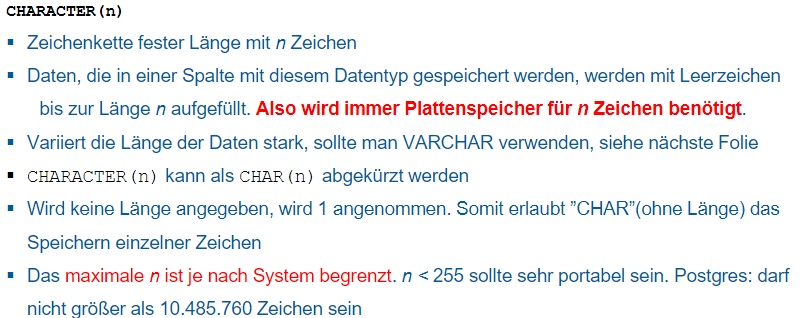 CHARACTER(n)
▪ Zeichenkette fester Länge mit n Zeichen
▪ Daten, die in einer Spalte mit diesem Datentyp gespeichert werden, werden mit Leerzeichen
bis zur Länge n aufgefüllt. Also wird immer Plattenspeicher für n Zeichen benötigt.
▪ Variiert die Länge der Daten stark, sollte man VARCHAR verwenden, siehe nächste Folie
▪ CHARACTER(n) kann als CHAR(n) abgekürzt werden
▪ Wird keine Länge angegeben, wird 1 angenommen. Somit erlaubt ”CHAR”(ohne Länge) das
Speichern einzelner Zeichen
▪ Das maximale n ist je nach System begrenzt. n < 255 sollte sehr portabel sein. Postgres: darf
nicht größer als 10.485.760 Zeichen sein